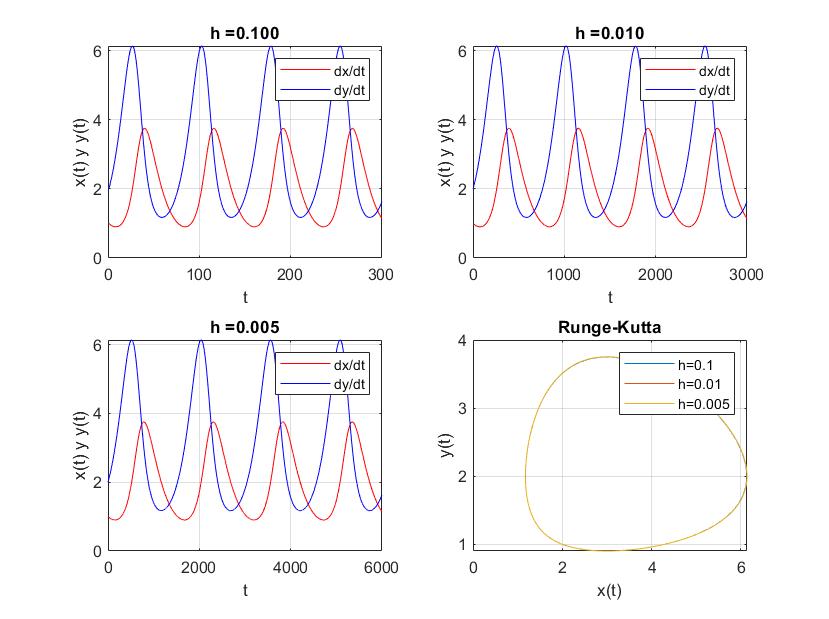 h =0.100
6
4
2
0
x(t) y y(t)
dx/dt
dy/dt
0 100 200 300
t
h =0.010
6
4
2
0
x(t) y y(t)
dx/dt
dy/dt
0 1000 2000 3000
t
h =0.005
6
4
2
0
x(t) y y(t)
dx/dt
dy/dt
0 2000 4000 6000
t
Runge-Kutta
4
3
2
1
y(t)
h=0.1
h=0.01
h=0.005
2 4 6
x(t)